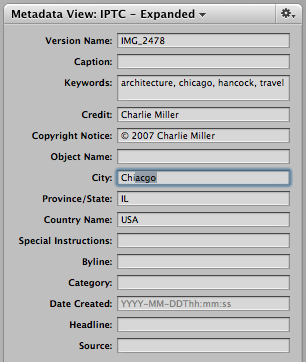 Metadata View: IPTC - Expanded
Version Name: IMG_2478
Caption:
Keywords: architecture, chicago, hancock, travel
Credit: Charlie Miller
Copyright Notice: © 2007 Charlie Miller
Object Name:
City: Chiacgo
Province/State: IL
Country Name: USA
Special Instructions:
Byline:
Category:
Date Created: YYYY-MM-DDThh:mm:ss
Headline:
Source: